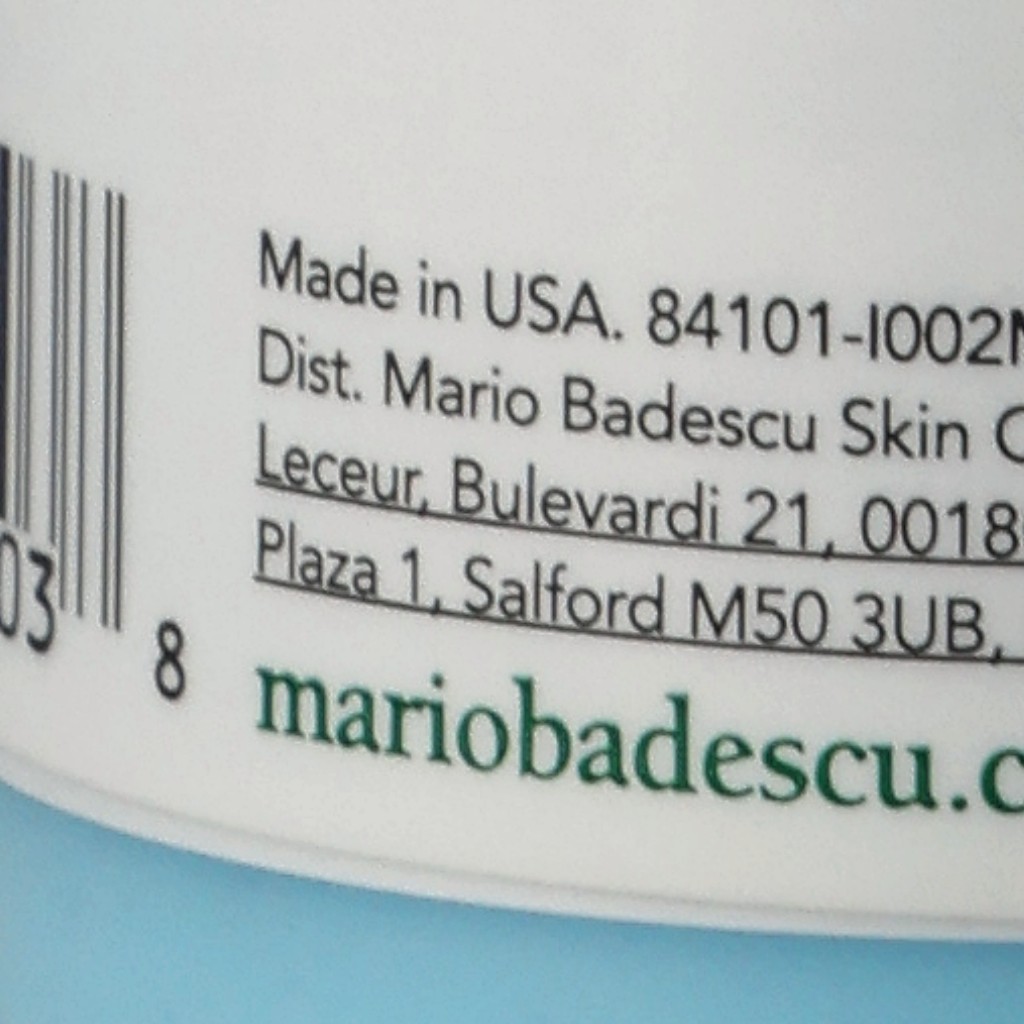 Made in USA. 84101-I002
Dist. Mario Badescu Skin
Leceur, Bulevardi 21, 0018
Plaza 1, Salford M50 3UB,
mariobadescu.c
03
8